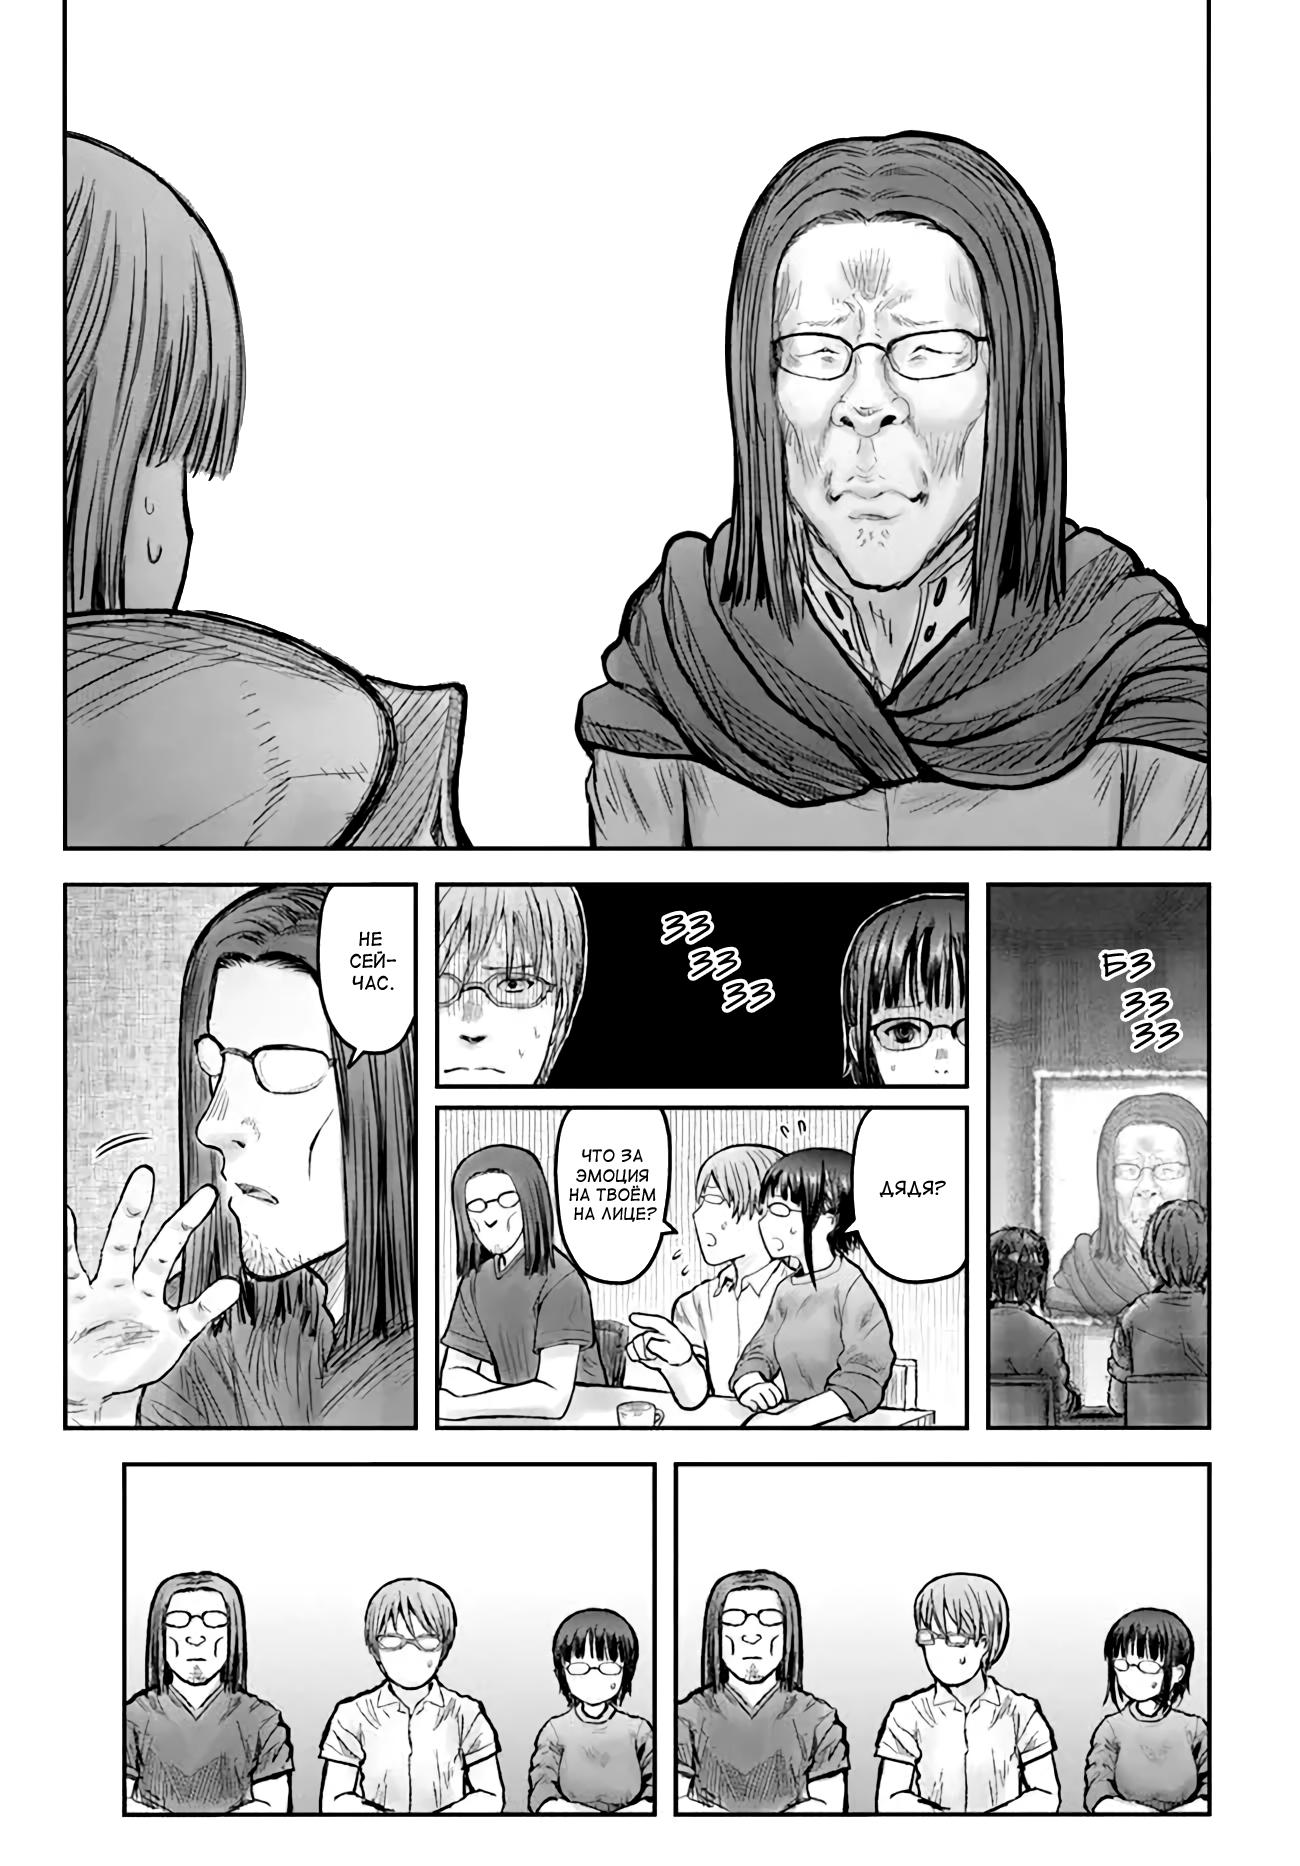 БЗ
ЗЗ
ЗЗ
ЗЗ
ЗЗ
ЗЗ
ДЯДЯ?
ЧТО ЗА
ЭМОЦИЯ
НА ТВОЁМ
НА ЛИЦЕ?
НЕ
СЕЙ-
ЧАС.